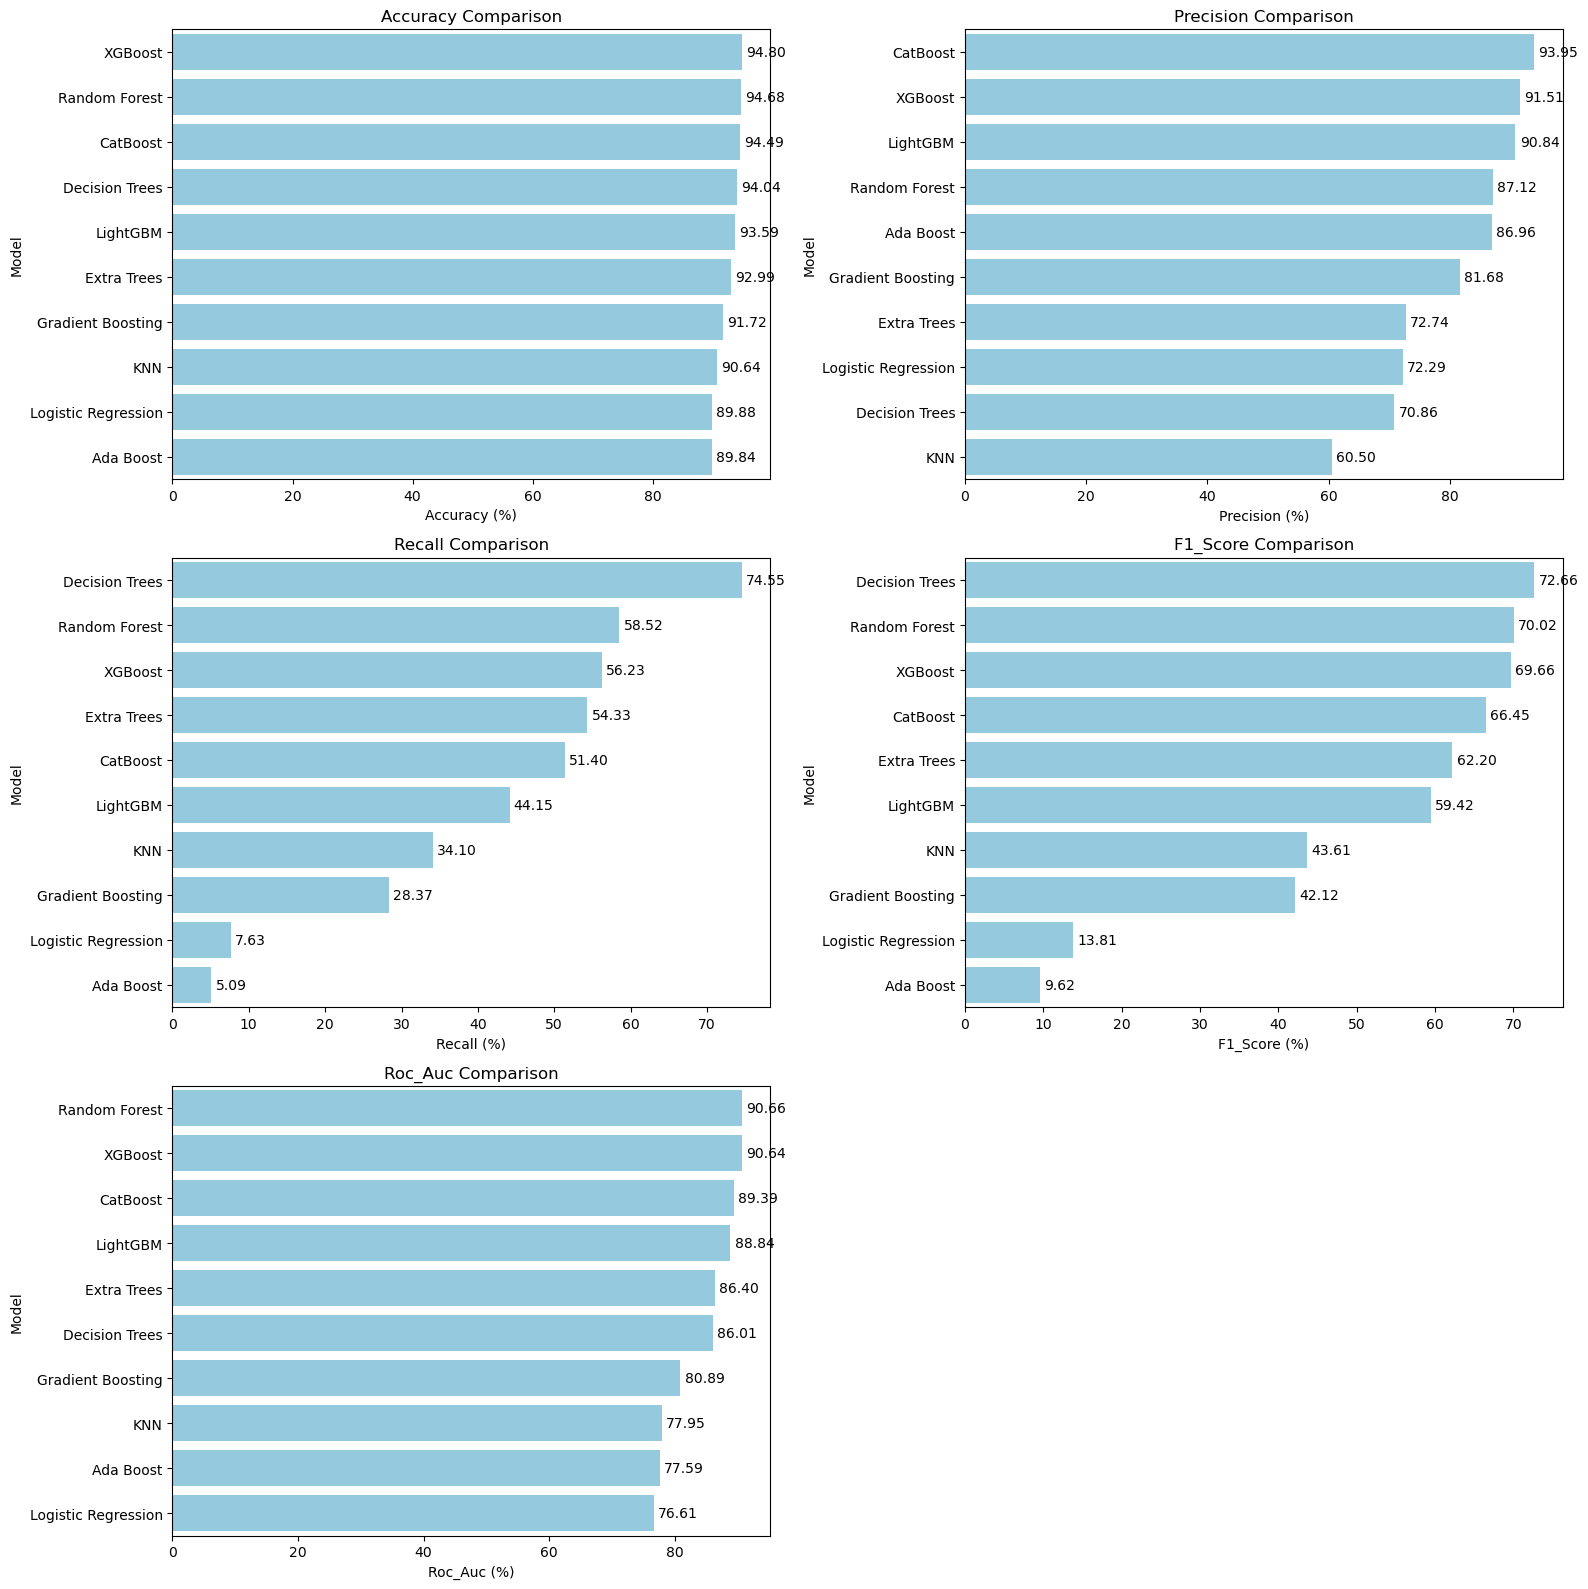 Accuracy Comparison
Model
XGBoost 94.80
Random Forest 94.68
CatBoost 94.49
Decision Trees 94.04
LightGBM 93.59
Extra Trees 92.99
Gradient Boosting 91.72
KNN 90.64
Logistic Regression 89.88
Ada Boost 89.84
0 20 40 60 80
Accuracy (%)
Precision Comparison
Model
CatBoost 93.95
XGBoost 91.51
LightGBM 90.84
Random Forest 87.12
Ada Boost 86.96
Gradient Boosting 81.68
Extra Trees 72.74
Logistic Regression 72.29
Decision Trees 70.86
KNN 60.50
0 20 40 60 80
Precision (%)
Recall Comparison
Model
Decision Trees 74.55
Random Forest 58.52
XGBoost 56.23
Extra Trees 54.33
CatBoost 51.40
LightGBM 44.15
KNN 34.10
Gradient Boosting 28.37
Logistic Regression 7.63
Ada Boost 5.09
0 10 20 30 40 50 60 70
Recall (%)
F1_Score Comparison
Model
Decision Trees 72.66
Random Forest 70.02
XGBoost 69.66
CatBoost 66.45
Extra Trees 62.20
LightGBM 59.42
KNN 43.61
Gradient Boosting 42.12
Logistic Regression 13.81
Ada Boost 9.62
0 10 20 30 40 50 60 70
F1_Score (%)
Roc_Auc Comparison
Model
Random Forest 90.66
XGBoost 90.64
CatBoost 89.39
LightGBM 88.84
Extra Trees 86.40
Decision Trees 86.01
Gradient Boosting 80.89
KNN 77.95
Ada Boost 77.59
Logistic Regression 76.61
0 20 40 60 80
Roc_Auc (%)